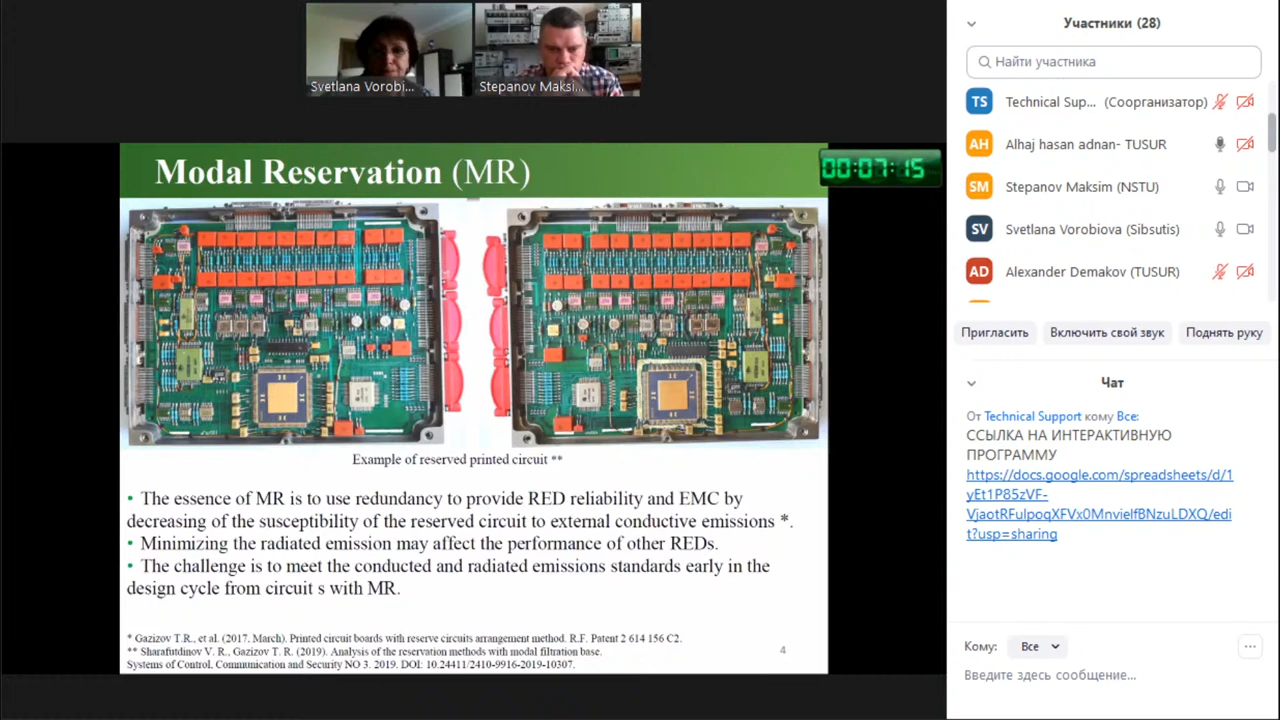 Svetlana Vorobi...
Stepanov Maksi...
Modal Reservation (MR)
00:07:15
Example of reserved printed circuit **
• The essence of MR is to use redundancy to provide RED reliability and EMC by
decreasing of the susceptibility of the reserved circuit to external conductive emissions *.
• Minimizing the radiated emission may affect the performance of other REDs.
• The challenge is to meet the conducted and radiated emissions standards early in the
design cycle from circuit s with MR.
* Gazizov T.R., et al. (2017, March). Printed circuit boards with reserve circuits arrangement method. R.F. Patent 2 614 156 C2.
** Sharafutdinov V. R., Gazizov T. R. (2019). Analysis of the reservation methods with modal filtration base.
Systems of Control, Communication and Security NO 3. 2019. DOI: 10.24411/2410-9916-2019-10307.
4
Участники (28)
Найти участника
TS Technical Sup... (Соорганизатор)
AH Alhaj hasan adnan- TUSUR
SM Stepanov Maksim (NSTU)
SV Svetlana Vorobiova (Sibsutis)
AD Alexander Demakov (TUSUR)
Пригласить Включить свой звук Поднять руку
Чат
От Technical Support кому Все:
ССЫЛКА НА ИНТЕРАКТИВНУЮ
ПРОГРАММУ
https://docs.google.com/spreadsheets/d/1
yEt1P85zVF-
VjaotRFulpoqXFVx0MnvielfBNzuLDXQ/edi
t?usp=sharing
Кому: Все
Введите здесь сообщение...